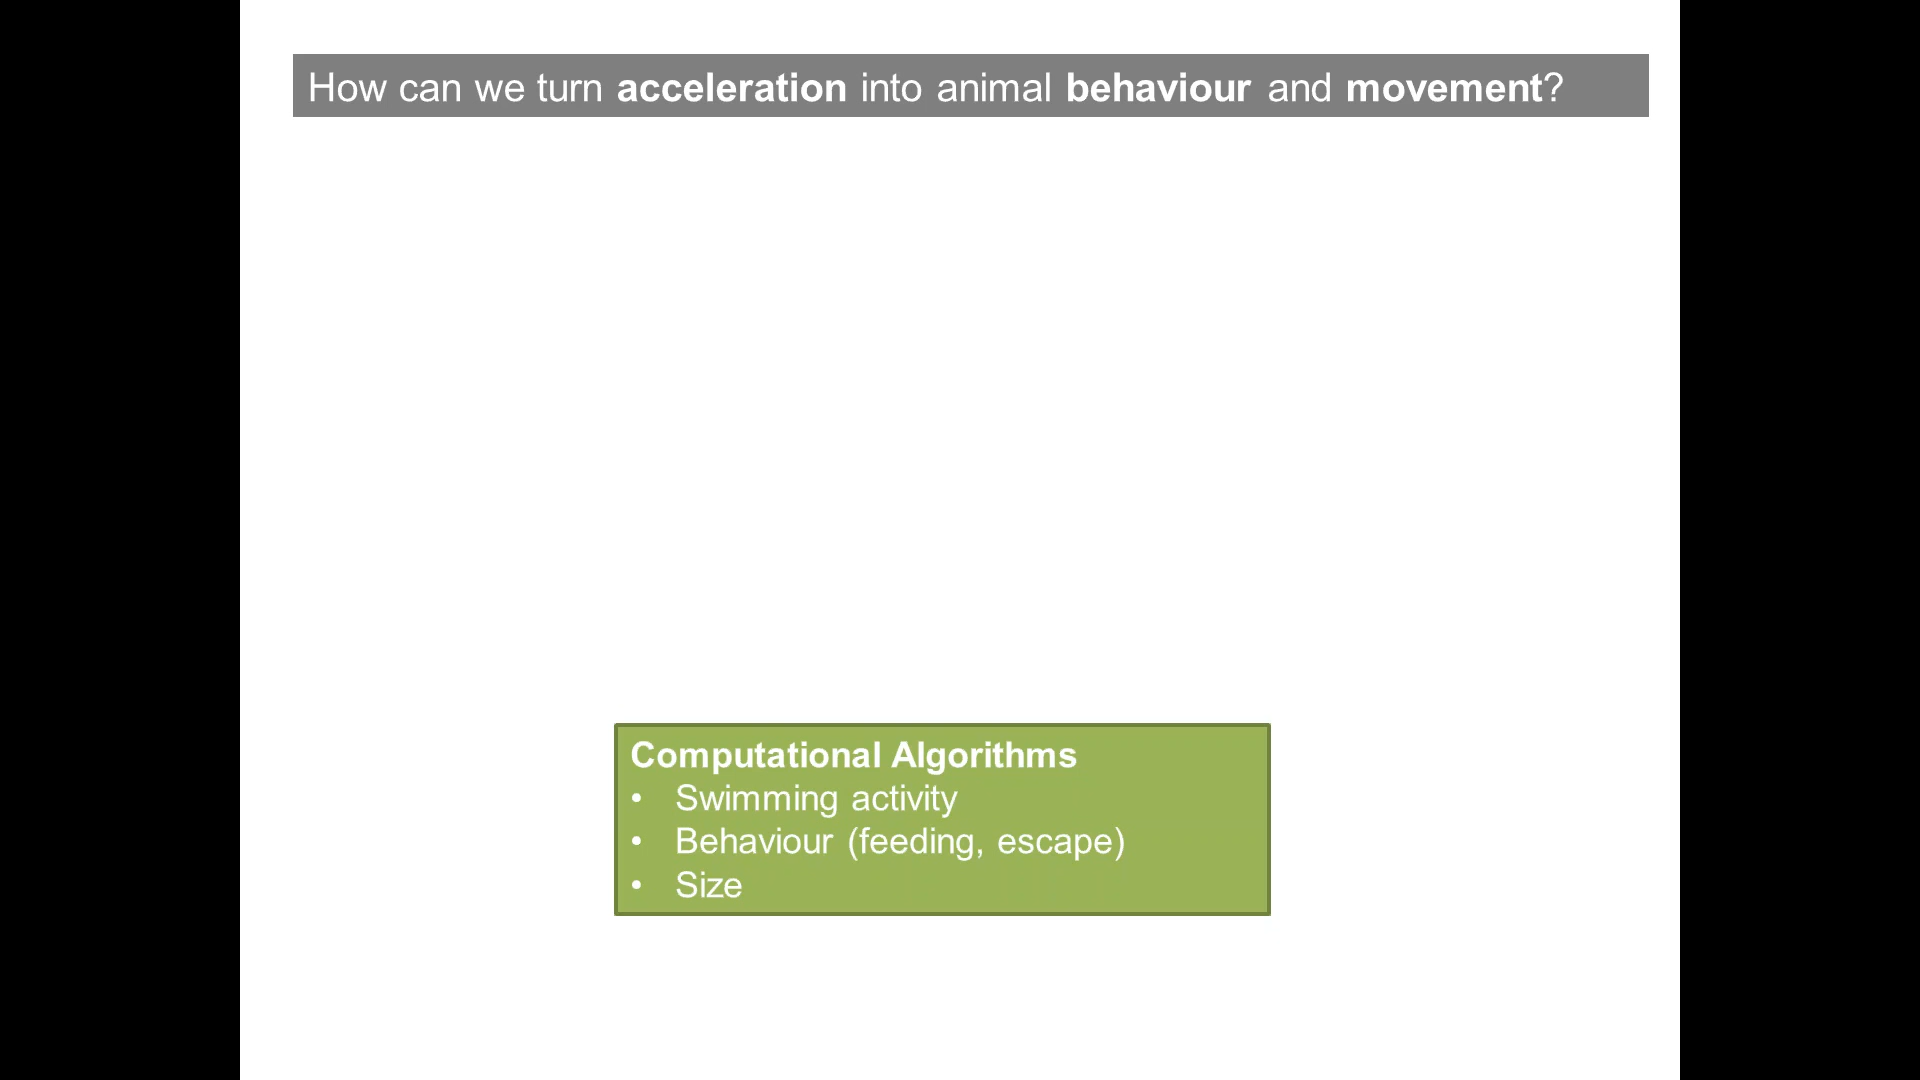 How can we turn acceleration into animal behaviour and movement?
Computational Algorithms
• Swimming activity
• Behaviour (feeding, escape)
• Size